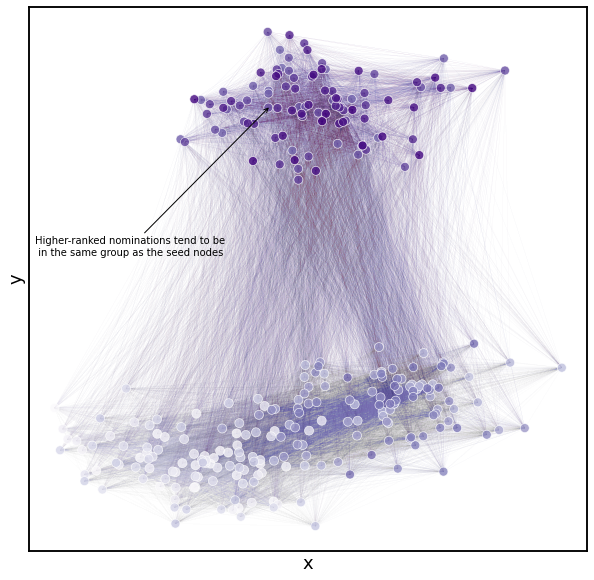 Higher-ranked nominations tend to be
in the same group as the seed nodes
y
x